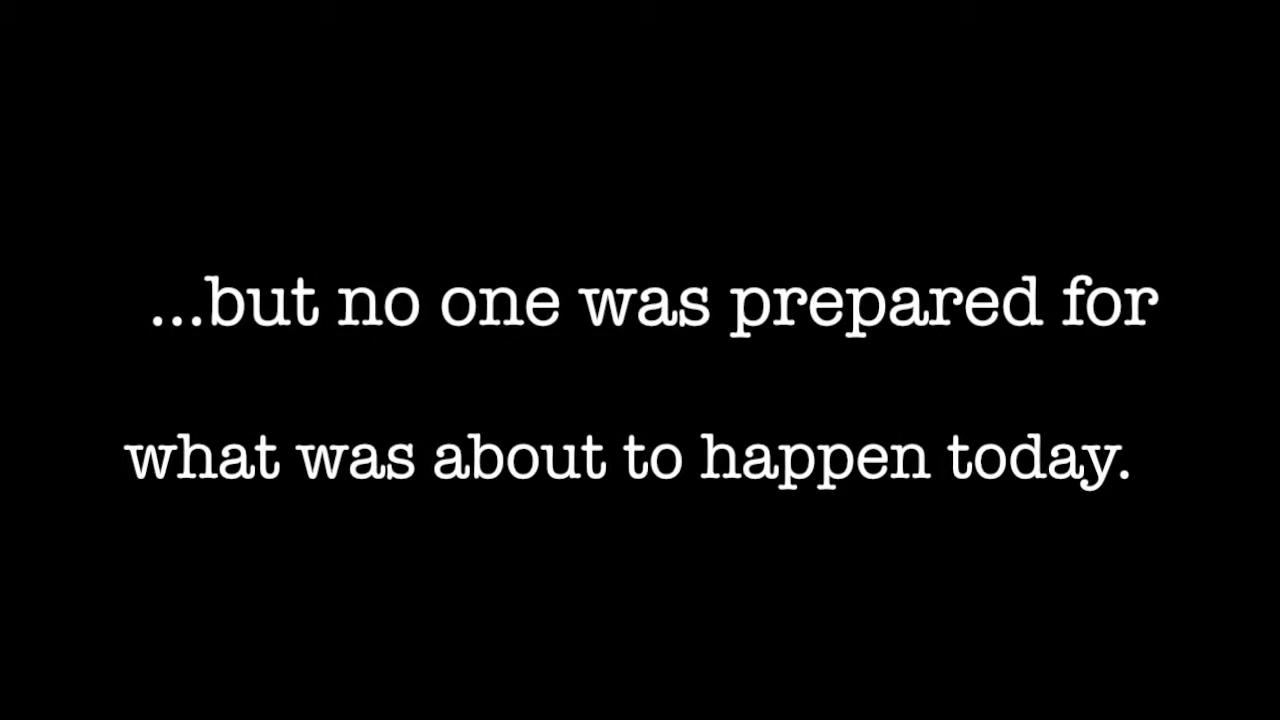 ...but no one was prepared for
what was about to happen today.